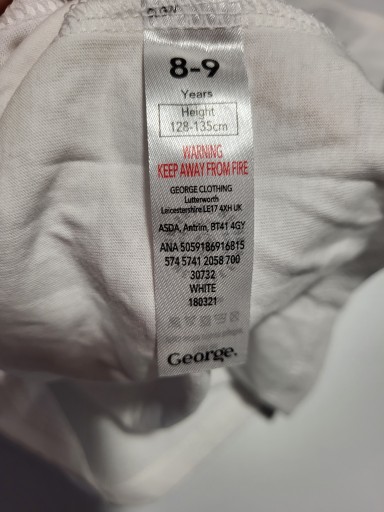 8-9
Years
Height
128-135cm
WARNING
KEEP AWAY FROM FIRE
GEORGE CLOTHING
Lutterworth
Leicestershire LE17 4XH UK
ASDA, Antrim, BT41 4GY
ANA 5059186916815
574 5741 2058 700
30732
WHITE
180321
George.